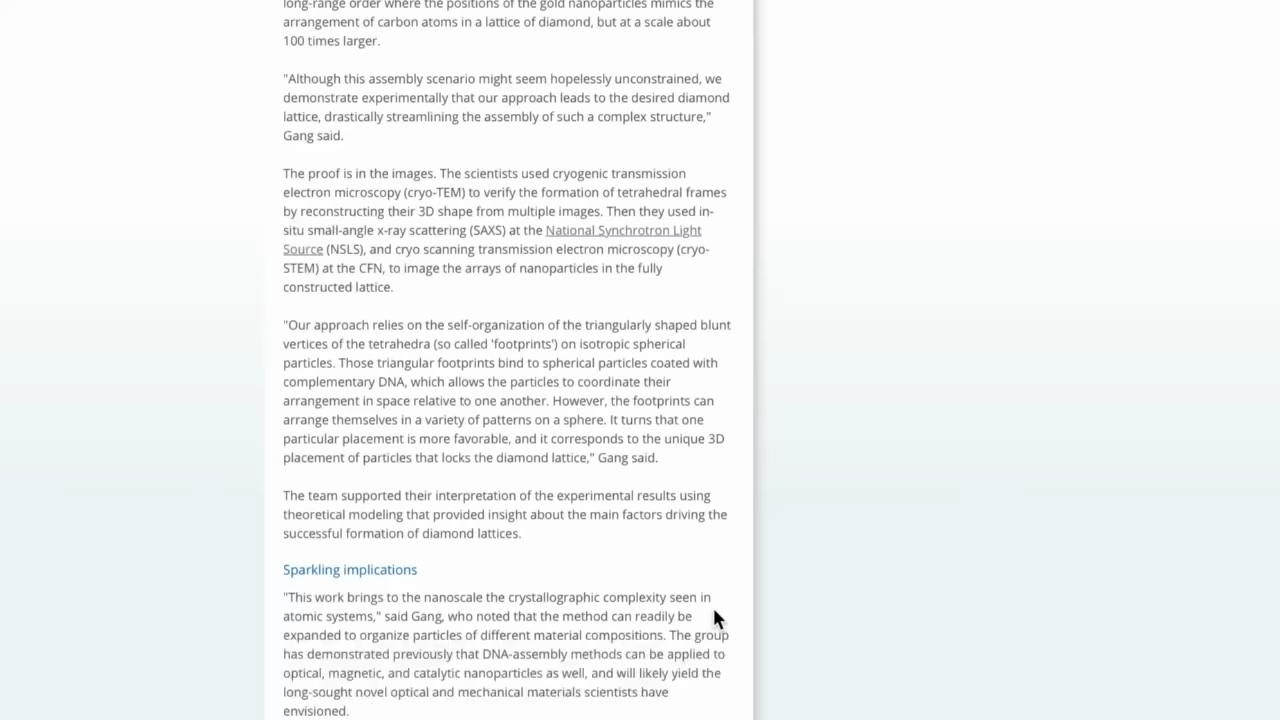 long-range order where the positions of the gold nanoparticles mimics the
arrangement of carbon atoms in a lattice of diamond, but at a scale about
100 times larger.
"Although this assembly scenario might seem hopelessly unconstrained, we
demonstrate experimentally that our approach leads to the desired diamond
lattice, drastically streamlining the assembly of such a complex structure,"
Gang said.
The proof is in the images. The scientists used cryogenic transmission
electron microscopy (cryo-TEM) to verify the formation of tetrahedral frames
by reconstructing their 3D shape from multiple images. Then they used in-
situ small-angle x-ray scattering (SAXS) at the National Synchrotron Light
Source (NSLS), and cryo scanning transmission electron microscopy (cryo-
STEM) at the CFN, to image the arrays of nanoparticles in the fully
constructed lattice.
"Our approach relies on the self-organization of the triangularly shaped blunt
vertices of the tetrahedra (so called 'footprints') on isotropic spherical
particles. Those triangular footprints bind to spherical particles coated with
complementary DNA, which allows the particles to coordinate their
arrangement in space relative to one another. However, the footprints can
arrange themselves in a variety of patterns on a sphere. It turns that one
particular placement is more favorable, and it corresponds to the unique 3D
placement of particles that locks the diamond lattice," Gang said.
The team supported their interpretation of the experimental results using
theoretical modeling that provided insight about the main factors driving the
successful formation of diamond lattices.
Sparkling implications
"This work brings to the nanoscale the crystallographic complexity seen in
atomic systems," said Gang, who noted that the method can readily be
expanded to organize particles of different material compositions. The group
has demonstrated previously that DNA-assembly methods can be applied to
optical, magnetic, and catalytic nanoparticles as well, and will likely yield the
long-sought novel optical and mechanical materials scientists have
envisioned.